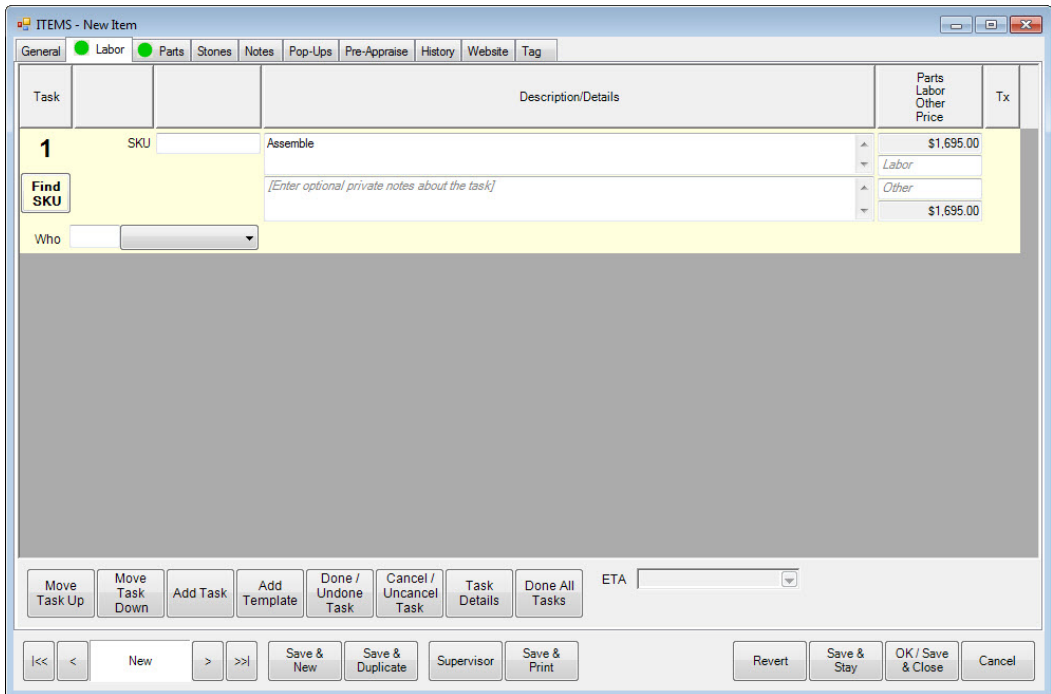 ITEMS - New Item
General Labor Parts Stones Notes Pop-Ups Pre-Appraise History Website Tag
Task Description/Details Parts Labor Other Price Tx
1 SKU Assemble $1,695.00
Labor
Find SKU [Enter optional private notes about the task] Other
$1,695.00
Who
Move Task Up Move Task Down Add Task Add Template Done / Undone Task Cancel / Uncancel Task Task Details Done All Tasks ETA
|<< < New > >>| Save & New Save & Duplicate Supervisor Save & Print Revert Save & Stay OK / Save & Close Cancel